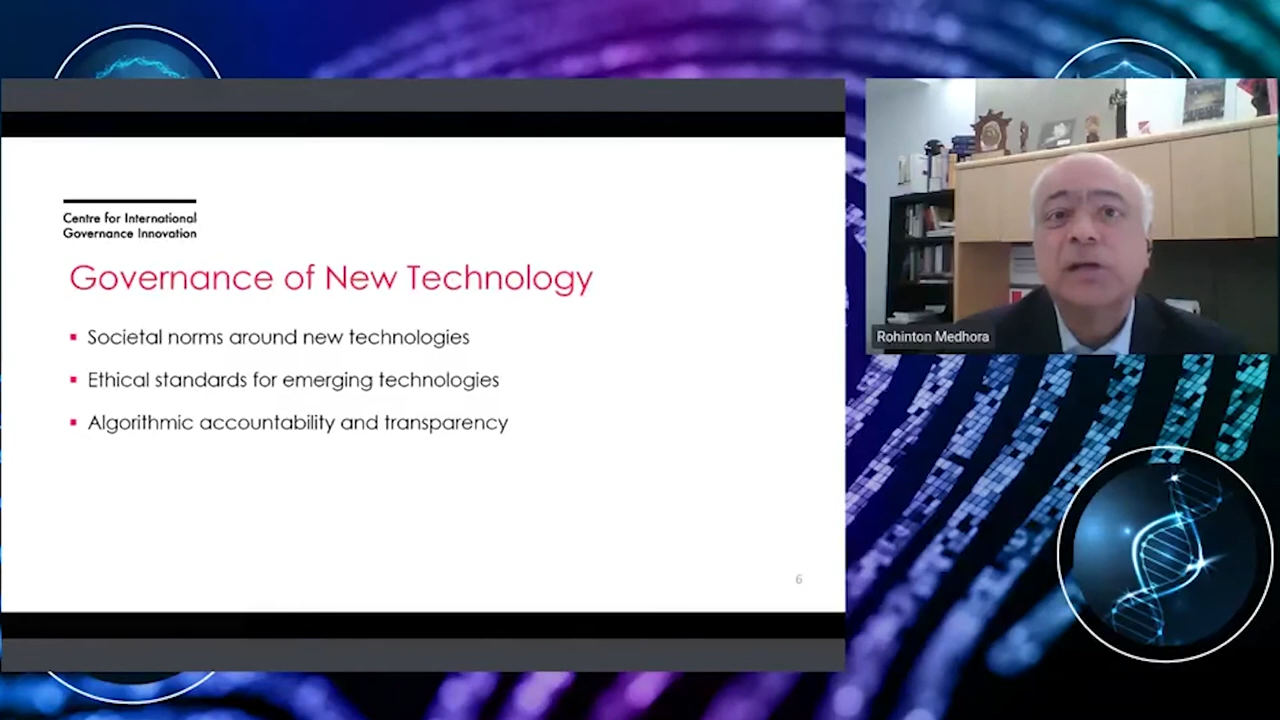 Centre for International
Governance Innovation
Governance of New Technology
Societal norms around new technologies
Ethical standards for emerging technologies
Algorithmic accountability and transparency
6
Rohinton Medhora